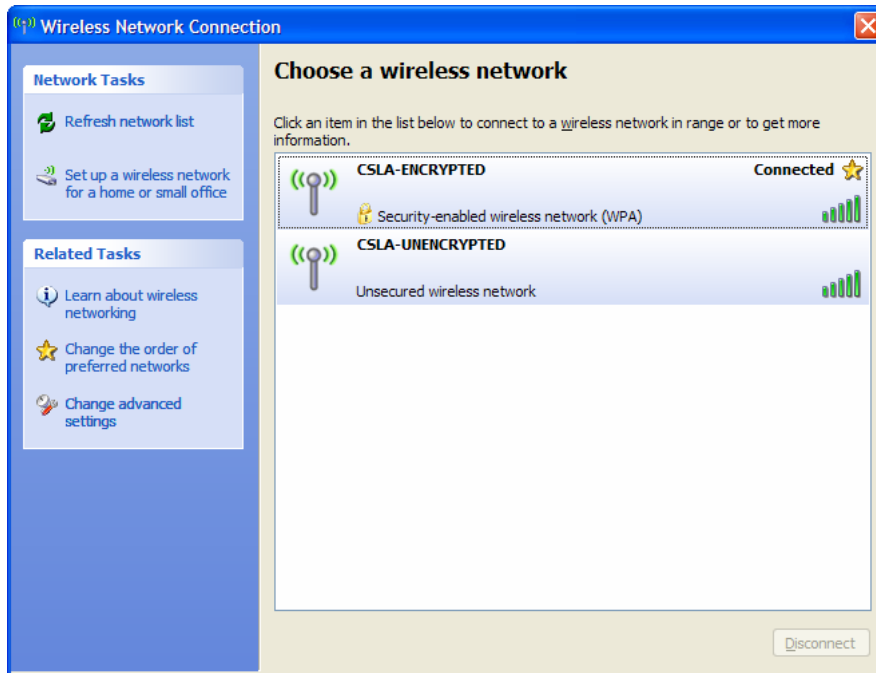 Wireless Network Connection
Network Tasks
Refresh network list
Set up a wireless network
for a home or small office
Related Tasks
Learn about wireless
networking
Change the order of
preferred networks
Change advanced
settings
Choose a wireless network
Click an item in the list below to connect to a wireless network in range or to get more
information.
CSLA-ENCRYPTED
Connected
Security-enabled wireless network (WPA)
CSLA-UNENCRYPTED
Unsecured wireless network
Disconnect